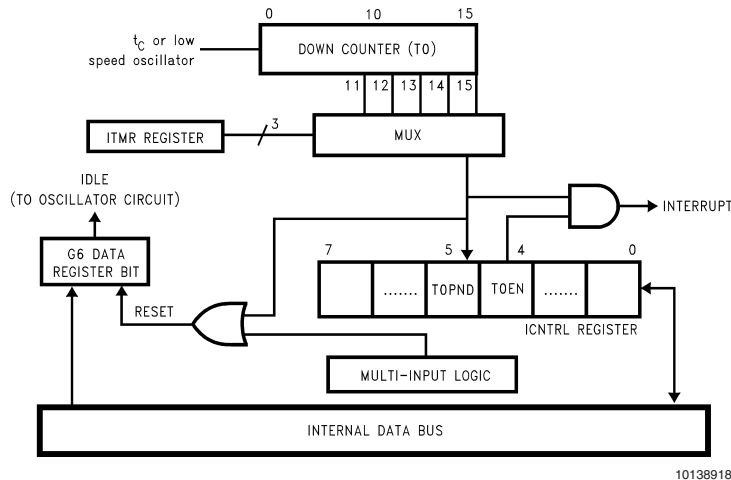 0 10 15
tC or low
speed oscillator
DOWN COUNTER (T0)
11 12 13 14 15
ITMR REGISTER
3
MUX
IDLE
(TO OSCILLATOR CIRCUIT)
INTERRUPT
G6 DATA
REGISTER BIT
7 5 4 0
....... T0PND T0EN .......
RESET
ICNTRL REGISTER
MULTI-INPUT LOGIC
INTERNAL DATA BUS
10138918